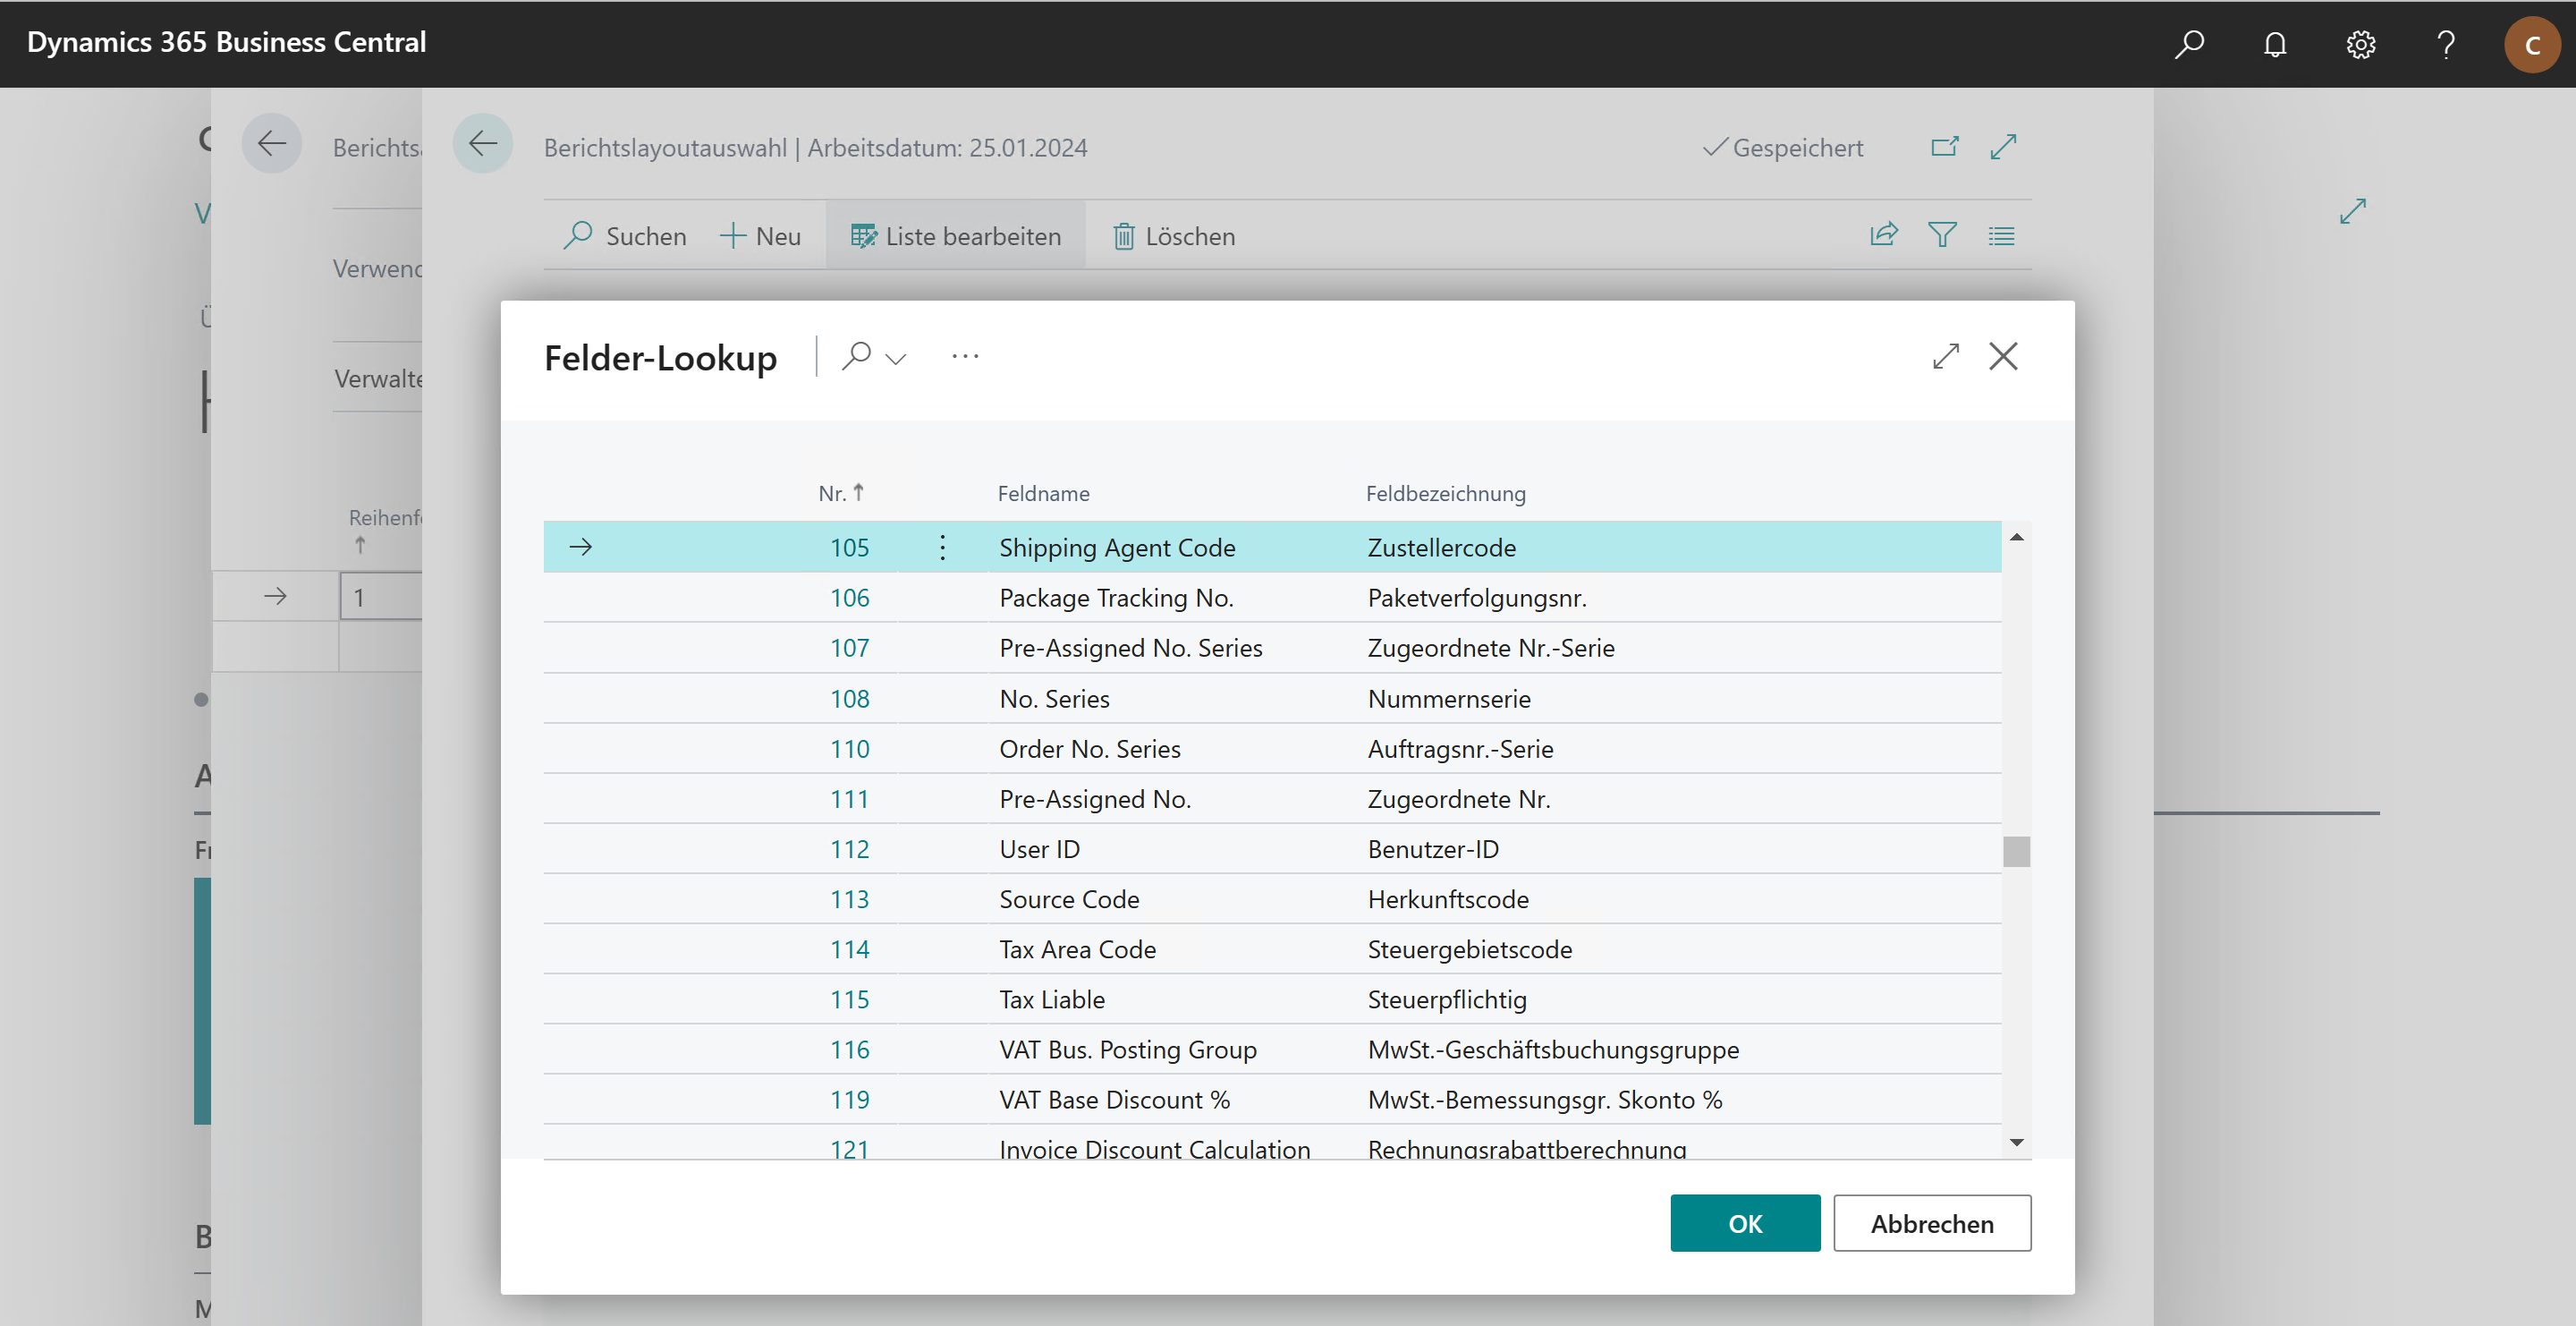 Dynamics 365 Business Central
C
Berichts
Berichtslayoutauswahl | Arbeitsdatum: 25.01.2024
Gespeichert
Suchen
Neu
Liste bearbeiten
Löschen
Verwend
Verwalte
Felder-Lookup
Reihenf
1
Nr.
Feldname
Feldbezeichnung
105 Shipping Agent Code Zustellercode
106 Package Tracking No. Paketverfolgungsnr.
107 Pre-Assigned No. Series Zugeordnete Nr.-Serie
108 No. Series Nummernserie
110 Order No. Series Auftragsnr.-Serie
111 Pre-Assigned No. Zugeordnete Nr.
112 User ID Benutzer-ID
113 Source Code Herkunftscode
114 Tax Area Code Steuergebietscode
115 Tax Liable Steuerpflichtig
116 VAT Bus. Posting Group MwSt.-Geschäftsbuchungsgruppe
119 VAT Base Discount % MwSt.-Bemessungsgr. Skonto %
121 Invoice Discount Calculation Rechnungsrabattberechnung
OK
Abbrechen